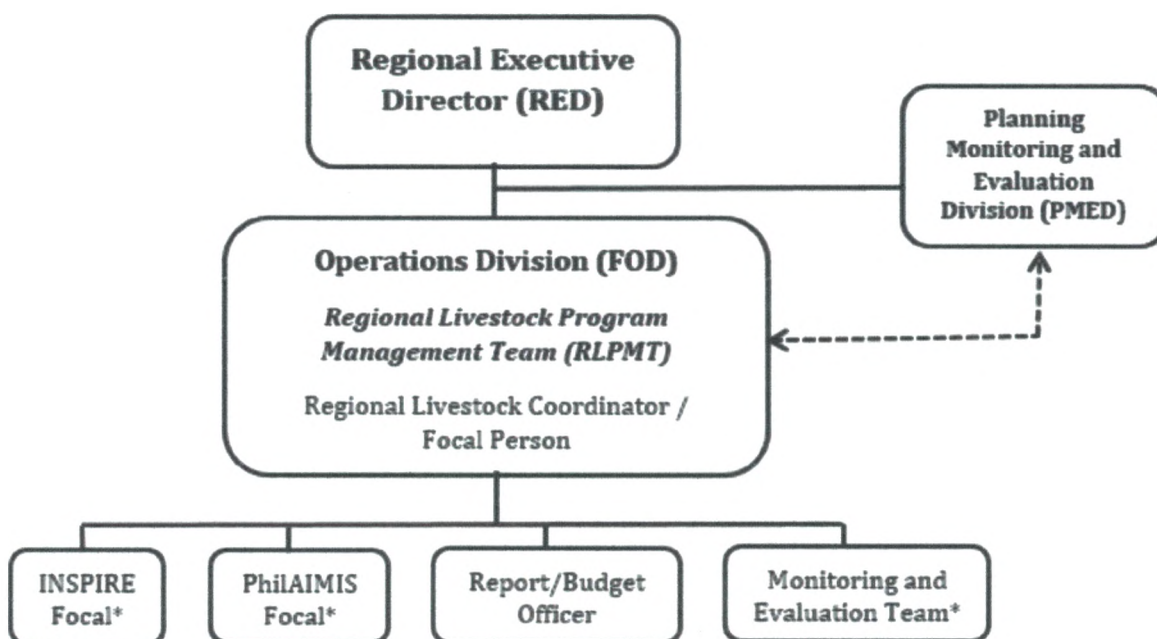 Regional Executive
Director (RED)
Planning
Monitoring and
Evaluation
Division (PMED)
Operations Division (FOD)
Regional Livestock Program
Management Team (RLPMT)
Regional Livestock Coordinator /
Focal Person
INSPIRE
Focal*
PhilAIMIS
Focal*
Report/Budget
Officer
Monitoring and
Evaluation Team*